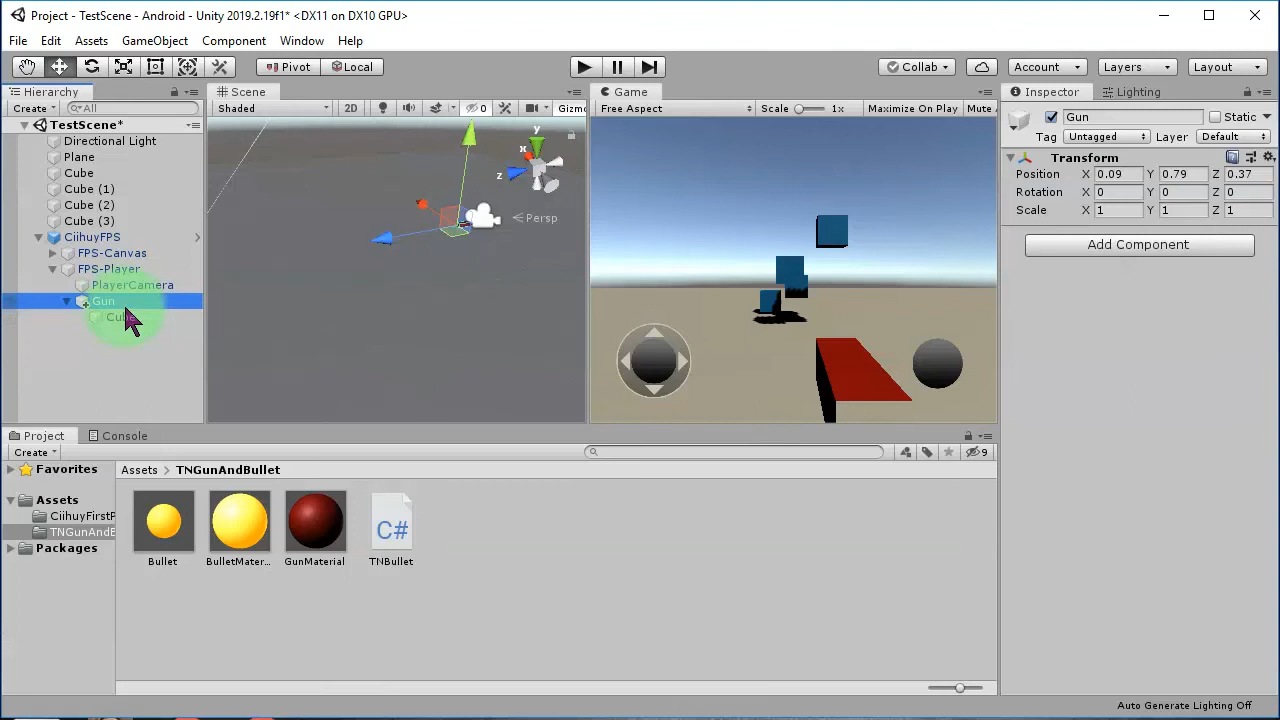 Project - TestScene - Android - Unity 2019.2.19f1* <DX11 on DX10 GPU>
File Edit Assets GameObject Component Window Help
Pivot Local Collab Account Layers Layout
Hierarchy Scene Game Inspector Lighting
Create All Shaded 2D 0 Gizmo Free Aspect Scale 1x Maximize On Play Mute Gun Static
TestScene* Tag Untagged Layer Default
Directional Light
Plane
Cube
Cube (1)
Cube (2)
Cube (3)
CiihuyFPS
FPS-Canvas
FPS-Player
PlayerCamera
Gun
Cube
y
x
z
Persp
Transform
Position X 0.09 Y 0.79 Z 0.37
Rotation X 0 Y 0 Z 0
Scale X 1 Y 1 Z 1
Add Component
Project Console
Create 9
Favorites
Assets
CiihuyFirstP
TNGunAndB
Packages
Assets > TNGunAndBullet
C#
Bullet BulletMater... GunMaterial TNBullet
Auto Generate Lighting Off